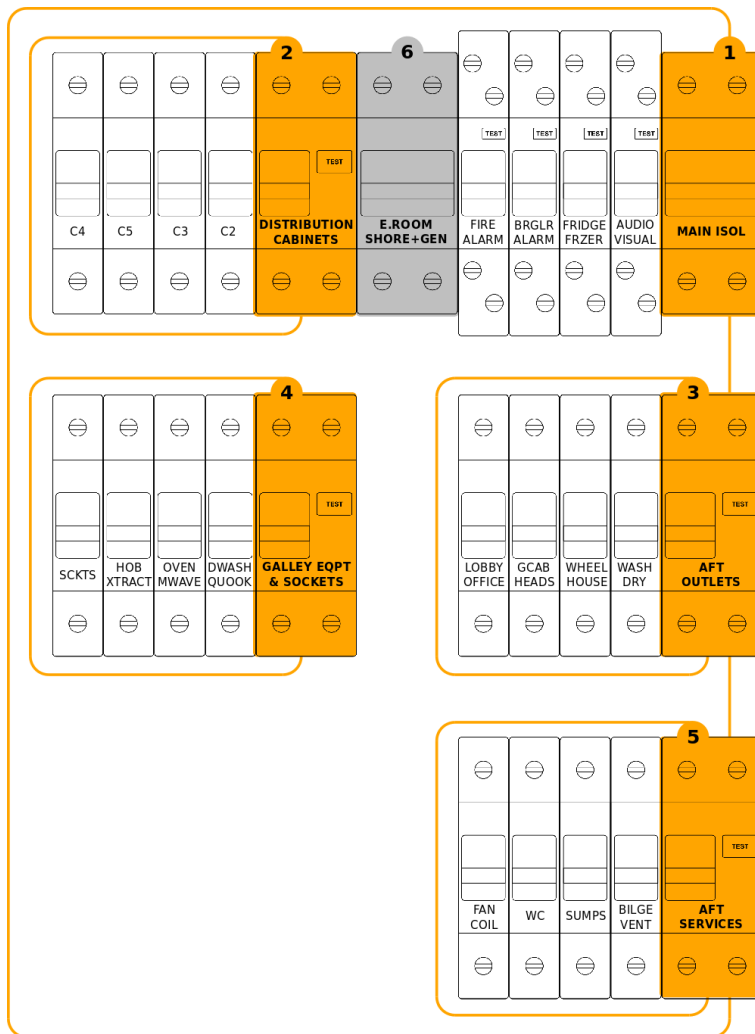 2
6
1
TEST
TEST
TEST
TEST
TEST
C4
C5
C3
C2
DISTRIBUTION
CABINETS
E.ROOM
SHORE+GEN
FIRE
ALARM
BRGLR
ALARM
FRIDGE
FRZER
AUDIO
VISUAL
MAIN ISOL
4
3
TEST
TEST
SCKTS
HOB
XTRACT
OVEN
MWAVE
DWASH
QUOOK
GALLEY EQPT
& SOCKETS
LOBBY
OFFICE
GCAB
HEADS
WHEEL
HOUSE
WASH
DRY
AFT
OUTLETS
5
TEST
FAN
COIL
WC
SUMPS
BILGE
VENT
AFT
SERVICES